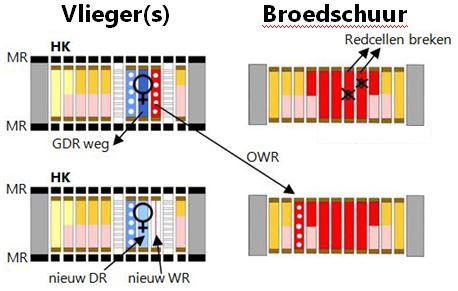 Vlieger(s)
Broedschuur
HK
Redcellen breken
MR
MR
GDR weg
OWR
HK
MR
MR
nieuw DR
nieuw WR